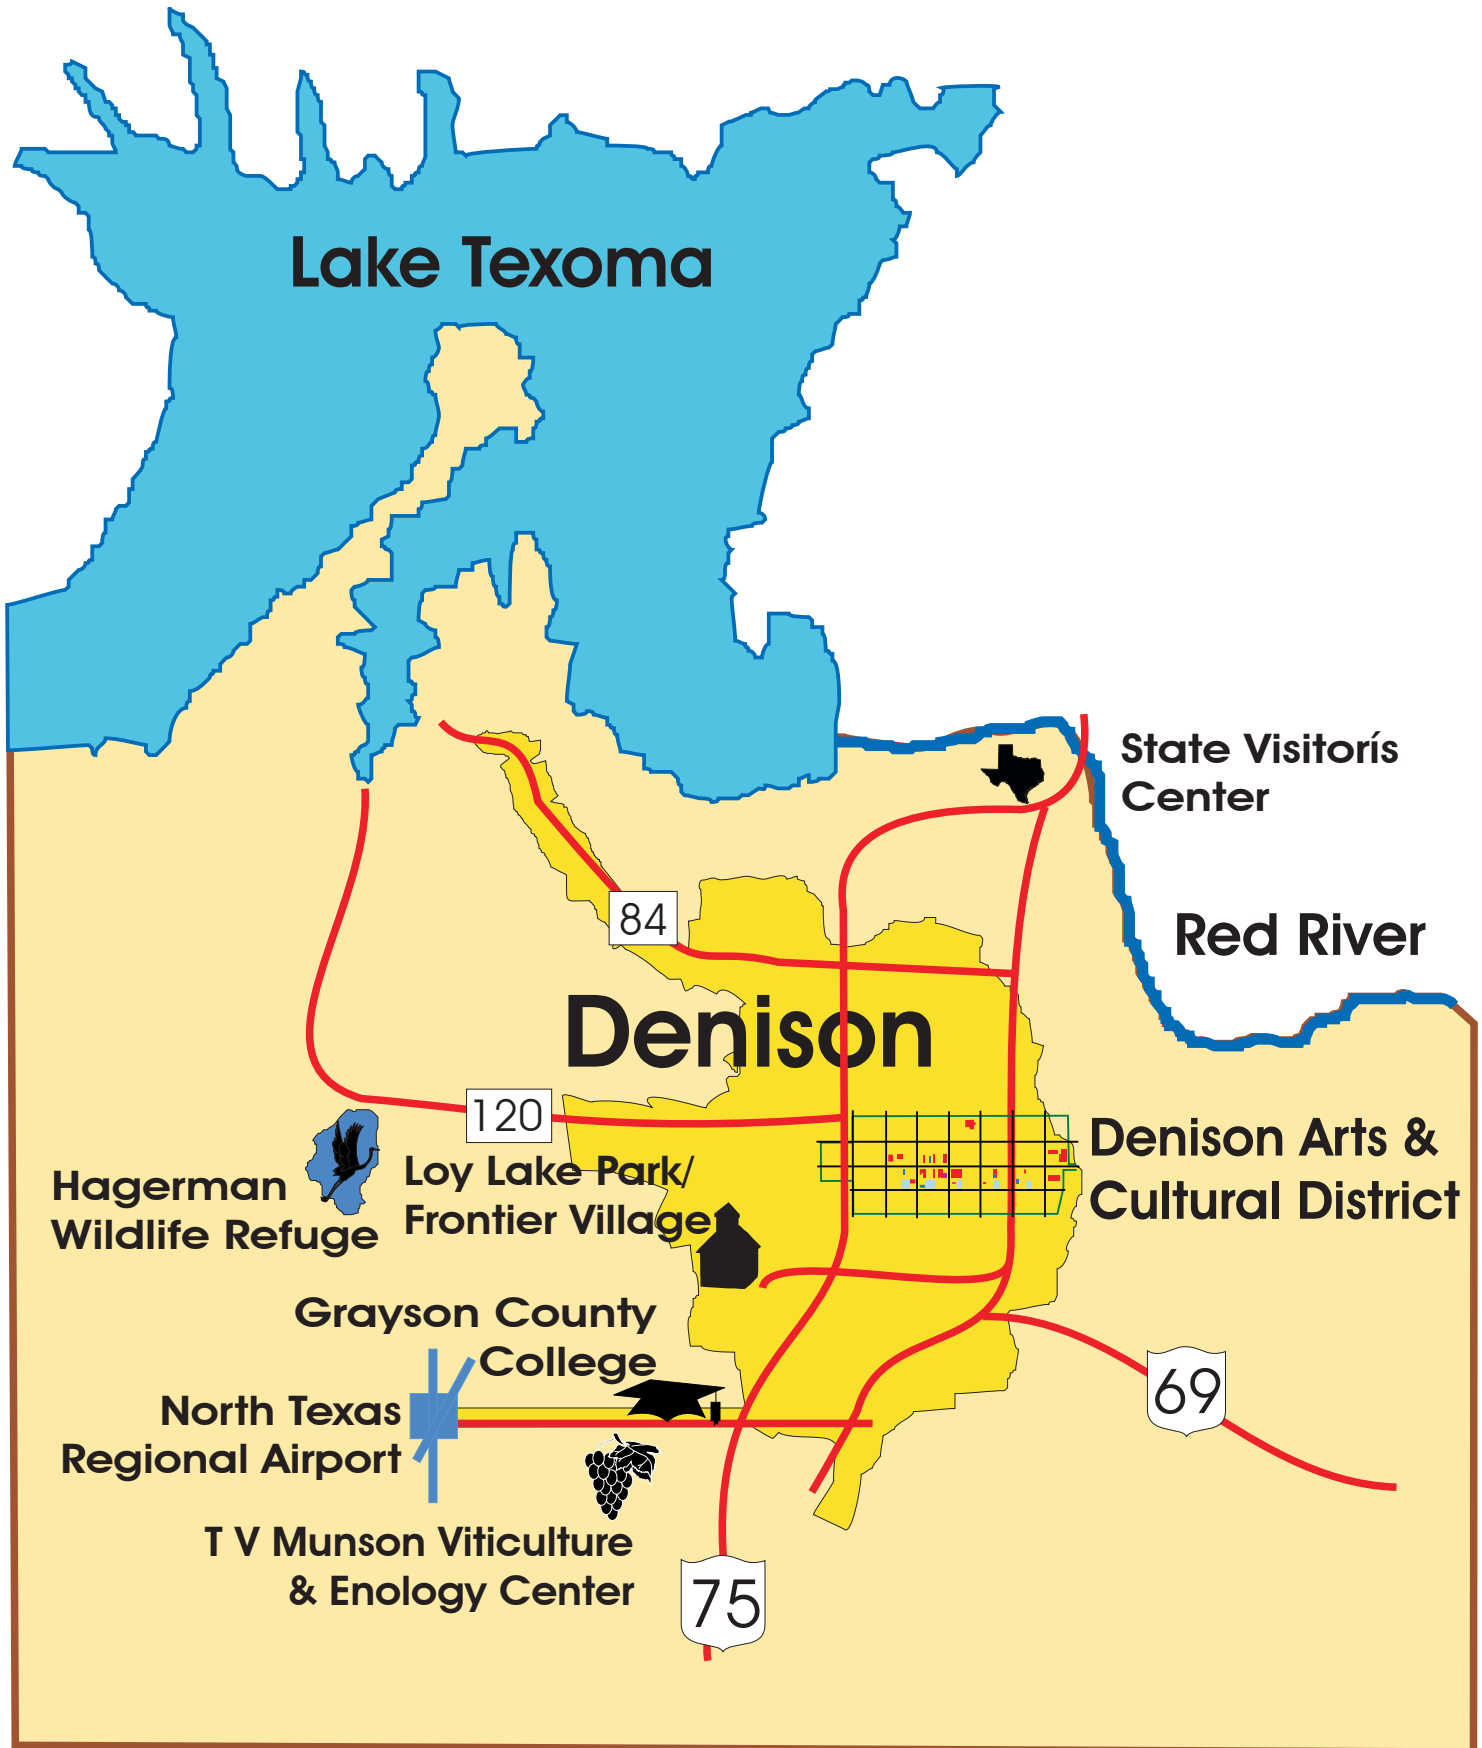 Lake Texoma
State Visitorís
Center
84
Red River
Denison
120
Denison Arts &
Cultural District
Hagerman
Wildlife Refuge
Loy Lake Park/
Frontier Village
Grayson County
College
69
North Texas
Regional Airport
T V Munson Viticulture
& Enology Center
75